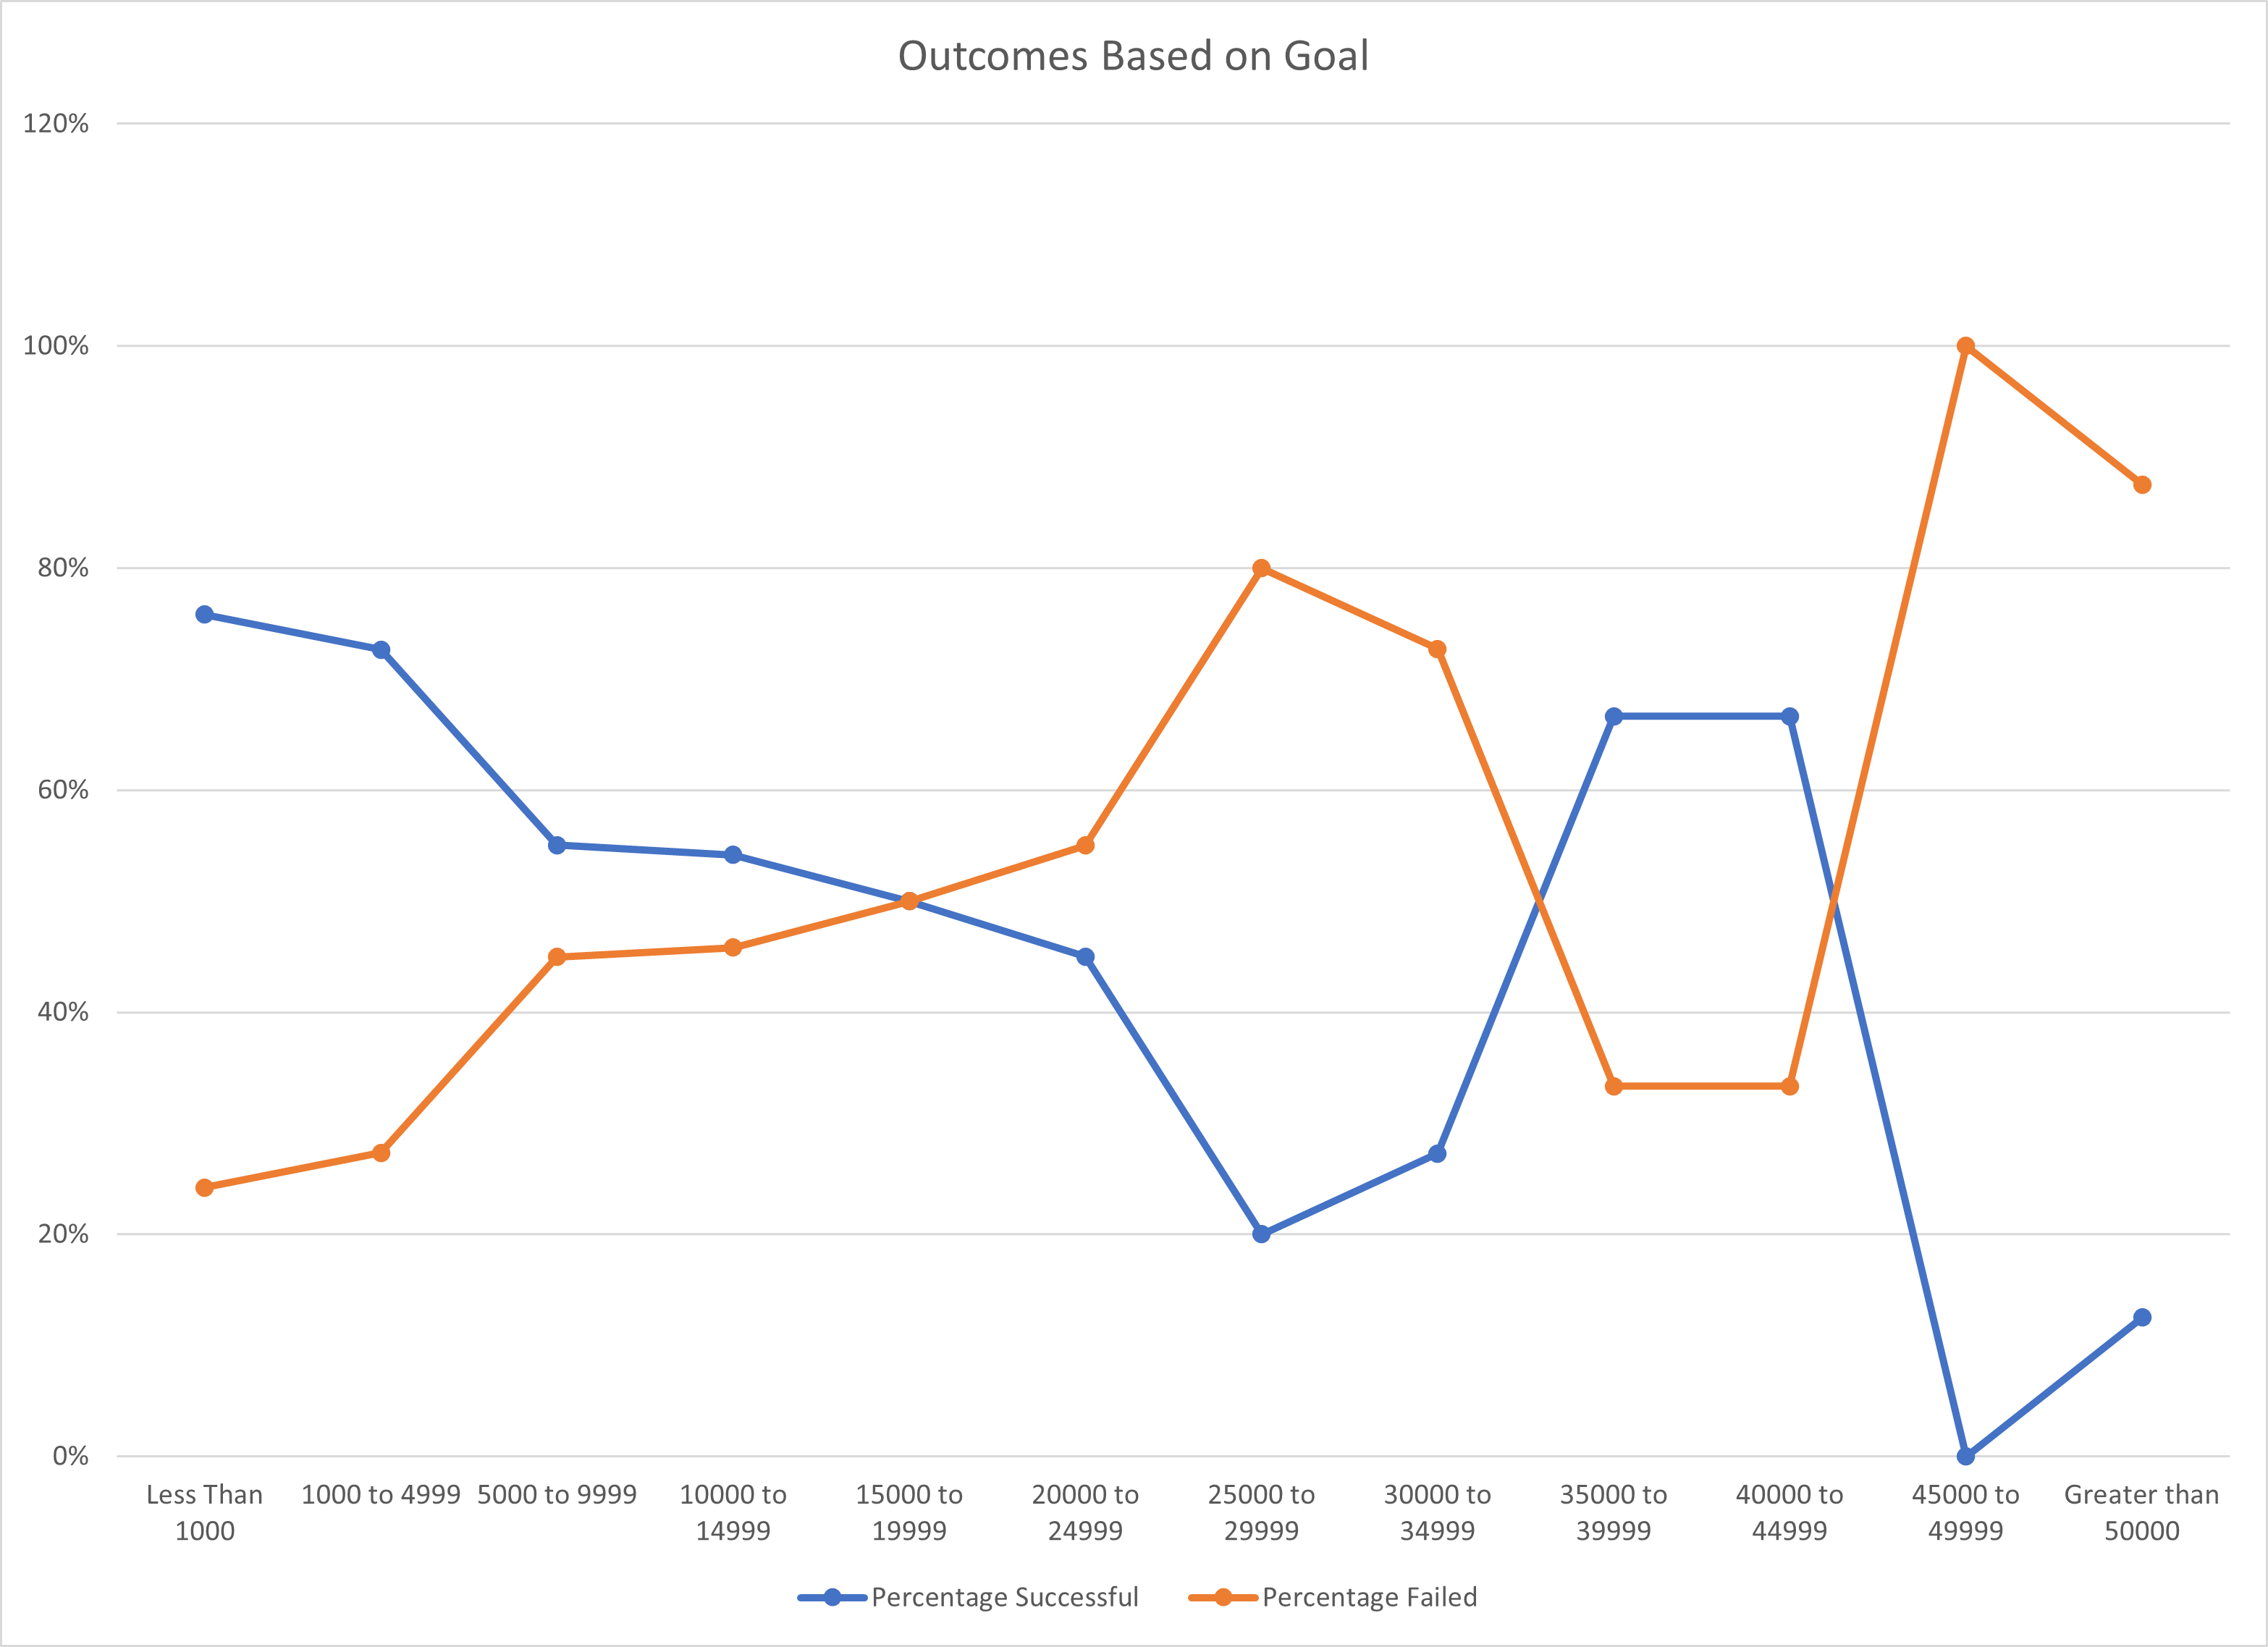 Outcomes Based on Goal
120%
100%
80%
60%
40%
20%
0%
Less Than
1000
1000 to 4999
5000 to 9999
10000 to
14999
15000 to
19999
20000 to
24999
25000 to
29999
30000 to
34999
35000 to
39999
40000 to
44999
45000 to
49999
Greater than
50000
Percentage Successful
Percentage Failed